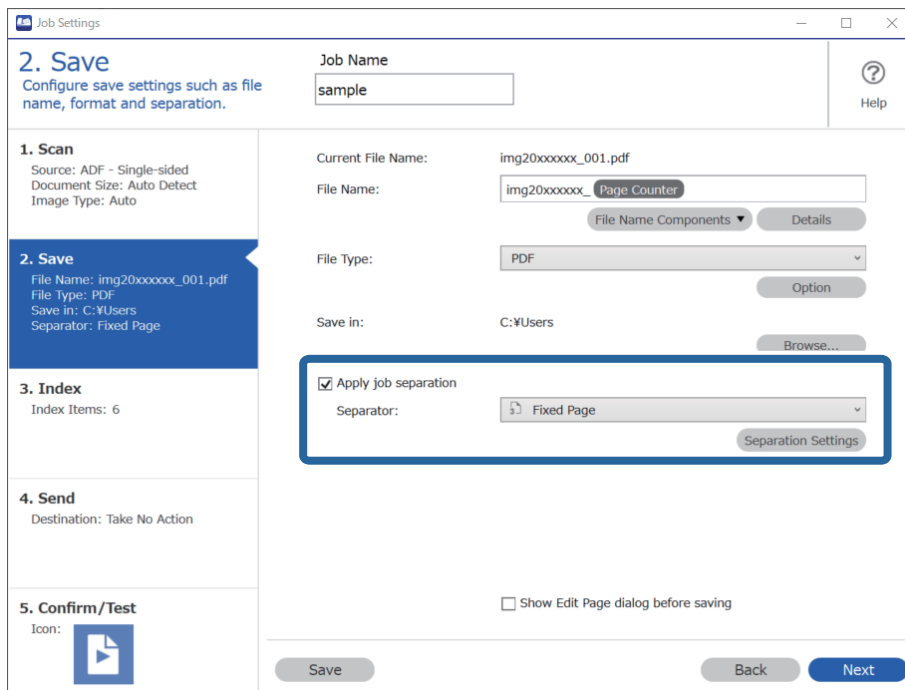 Job Settings
2. Save
Configure save settings such as file
name, format and separation.
Job Name
sample
Help
1. Scan
Source: ADF - Single-sided
Document Size: Auto Detect
Image Type: Auto
2. Save
File Name: img20xxxxxx_001.pdf
File Type: PDF
Save in: C:¥Users
Separator: Fixed Page
3. Index
Index Items: 6
4. Send
Destination: Take No Action
5. Confirm/Test
Icon:
Current File Name: img20xxxxxx_001.pdf
File Name: img20xxxxxx_ Page Counter
File Name Components ▼ Details
File Type: PDF
Option
Save in: C:¥Users
Browse...
Apply job separation
Separator: 3 Fixed Page
Separation Settings
Show Edit Page dialog before saving
Save Back Next